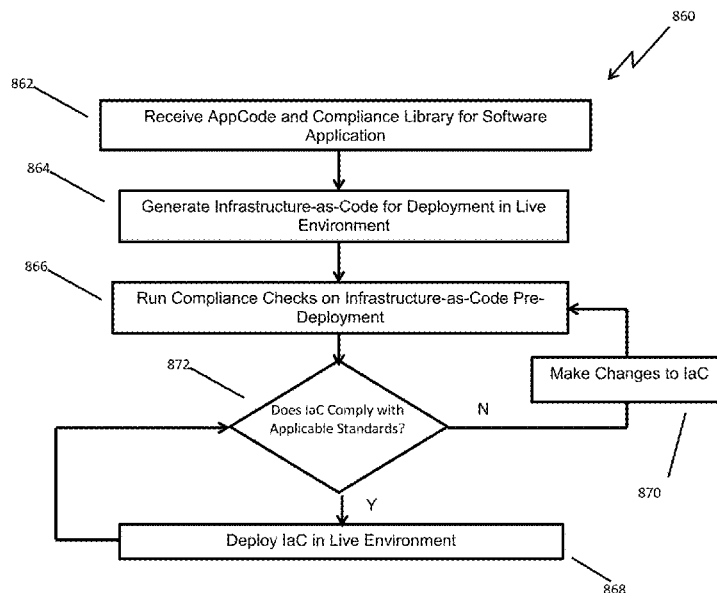 860
862
Receive AppCode and Compliance Library for Software
Application
864
Generate Infrastructure-as-Code for Deployment in Live
Environment
866
Run Compliance Checks on Infrastructure-as-Code Pre-
Deployment
872
Make Changes to IaC
Does IaC Comply with
Applicable Standards?
N
870
Y
Deploy IaC in Live Environment
868